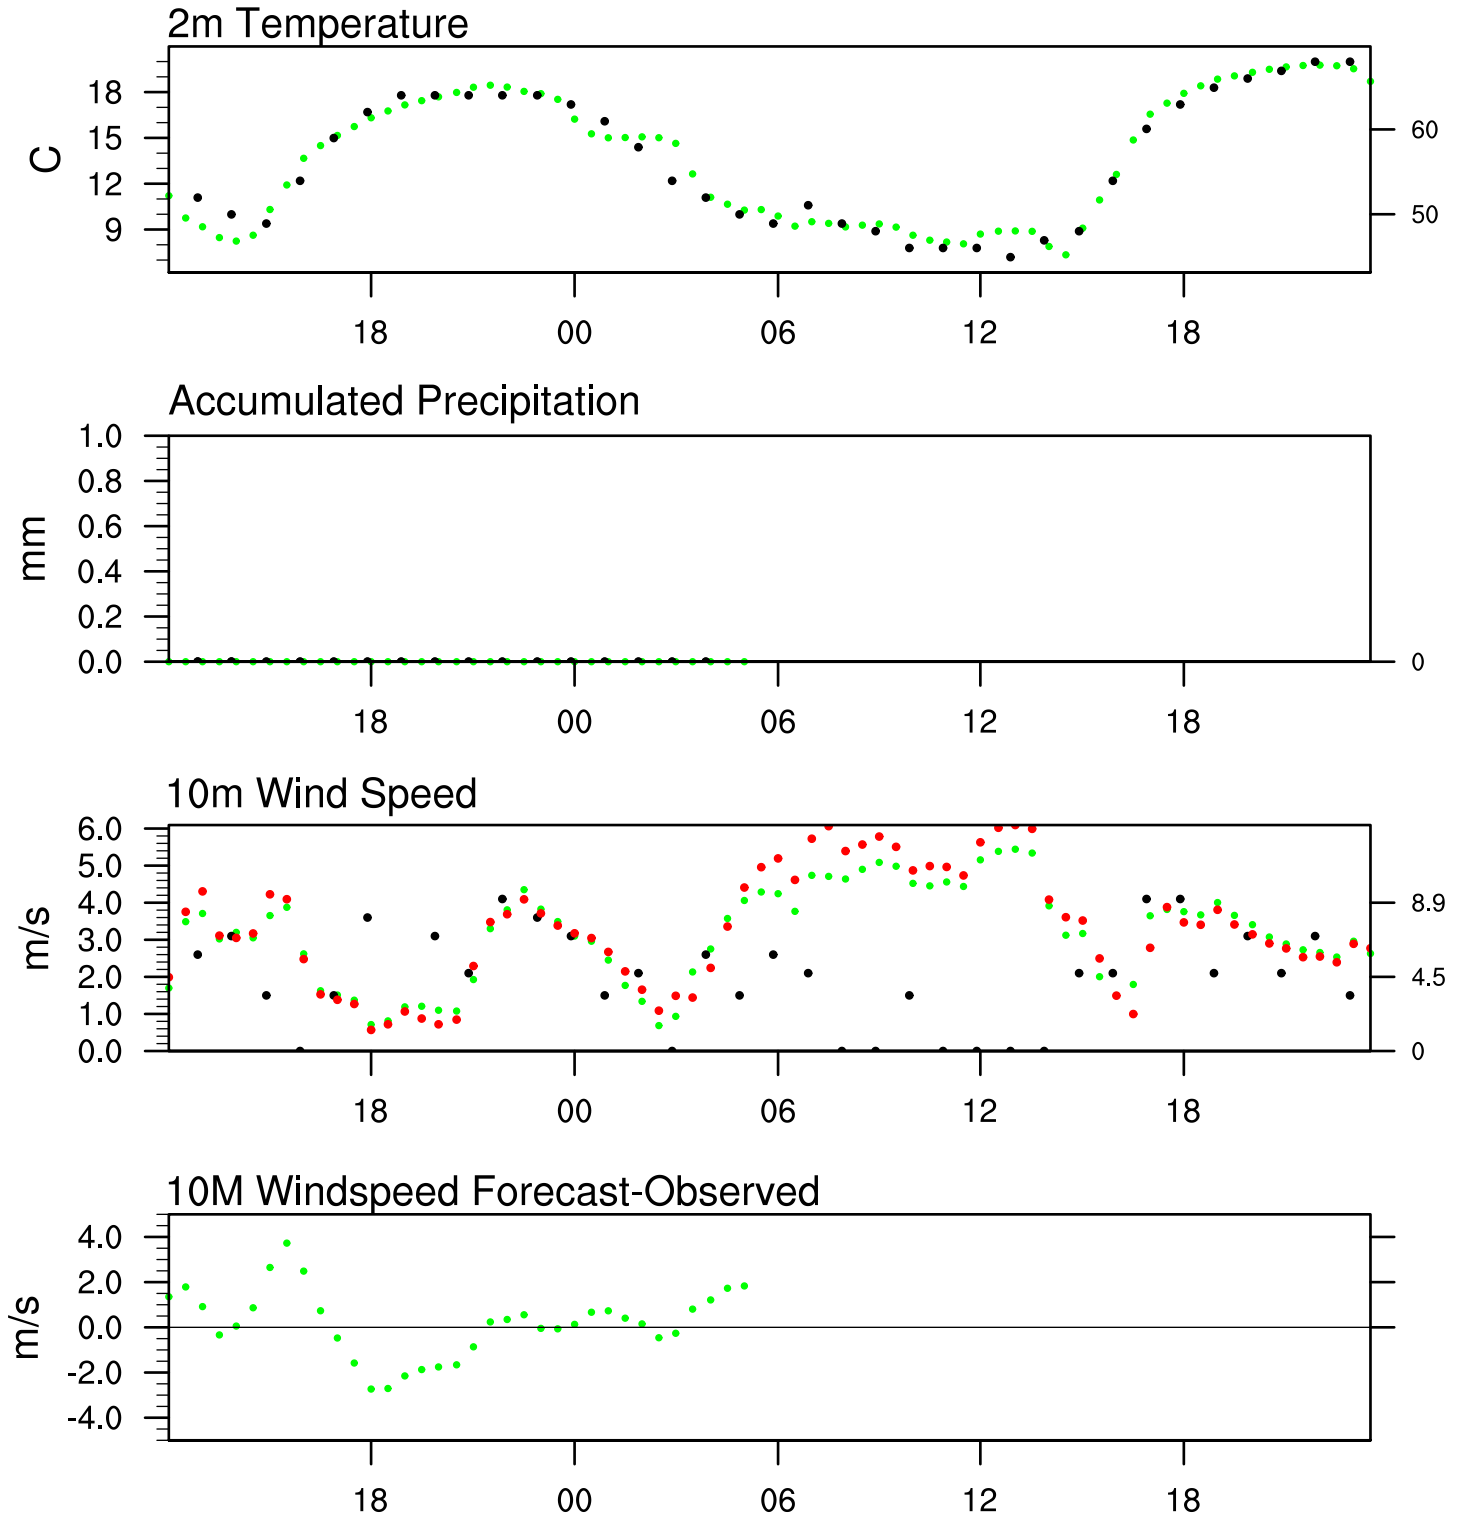 2m Temperature
C
18
15
12
9
60
50
18 00 06 12 18
Accumulated Precipitation
mm
1.0
0.8
0.6
0.4
0.2
0.0
0
18 00 06 12 18
10m Wind Speed
m/s
6.0
5.0
4.0
3.0
2.0
1.0
0.0
8.9
4.5
0
18 00 06 12 18
10M Windspeed Forecast-Observed
m/s
4.0
2.0
0.0
-2.0
-4.0
18 00 06 12 18